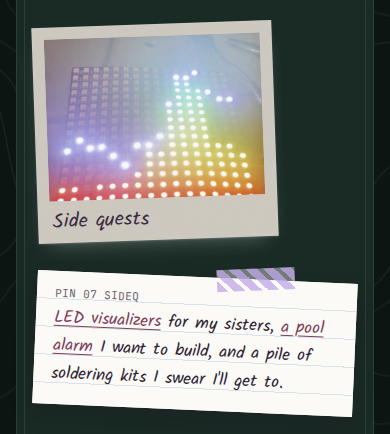 Side quests
PIN 07 SIDEQ
LED visualizers for my sisters, a pool
alarm I want to build, and a pile of
soldering kits I swear I'll get to.